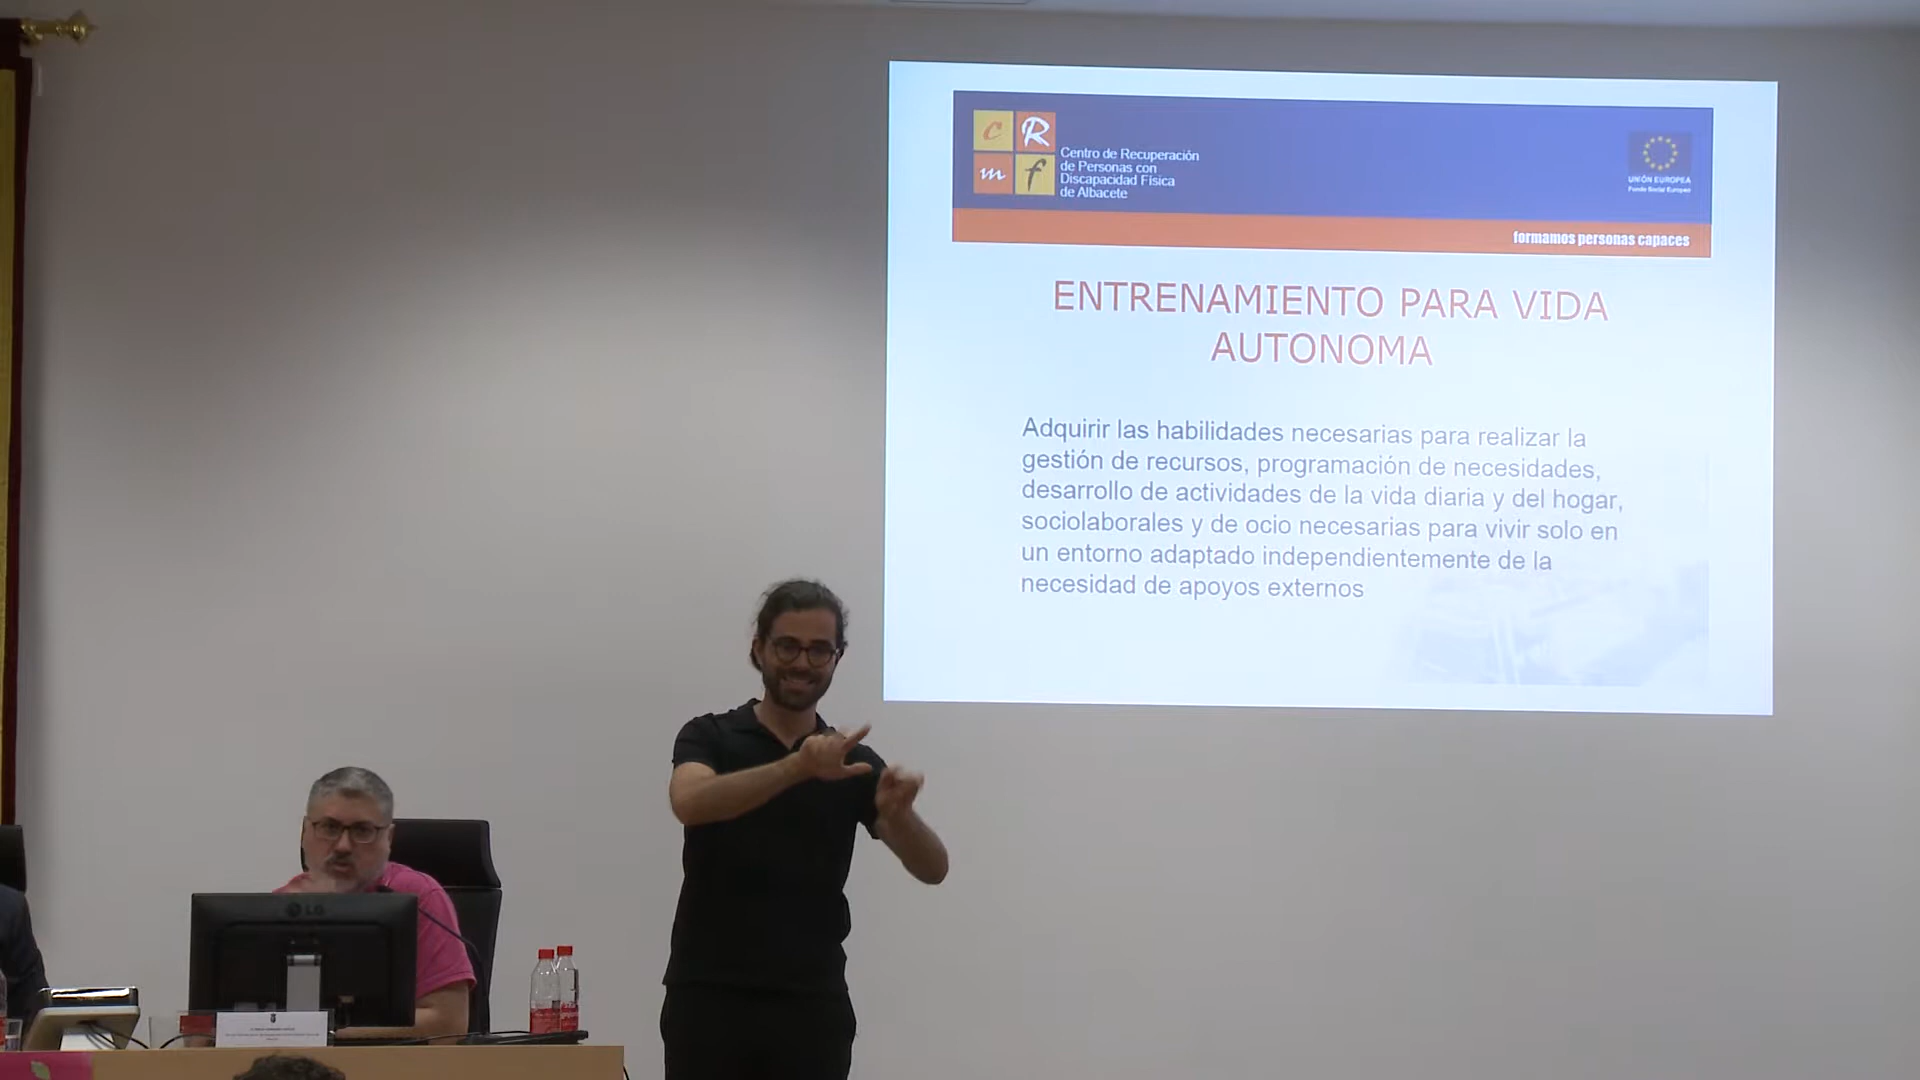 C R
m f
Centro de Recuperación
de Personas con
Discapacidad Física
de Albacete
UNIÓN EUROPEA
Fondo Social Europeo
formamos personas capaces
ENTRENAMIENTO PARA VIDA
AUTONOMA
Adquirir las habilidades necesarias para realizar la
gestión de recursos, programación de necesidades,
desarrollo de actividades de la vida diaria y del hogar,
sociolaborales y de ocio necesarias para vivir solo en
un entorno adaptado independientemente de la
necesidad de apoyos externos
LG